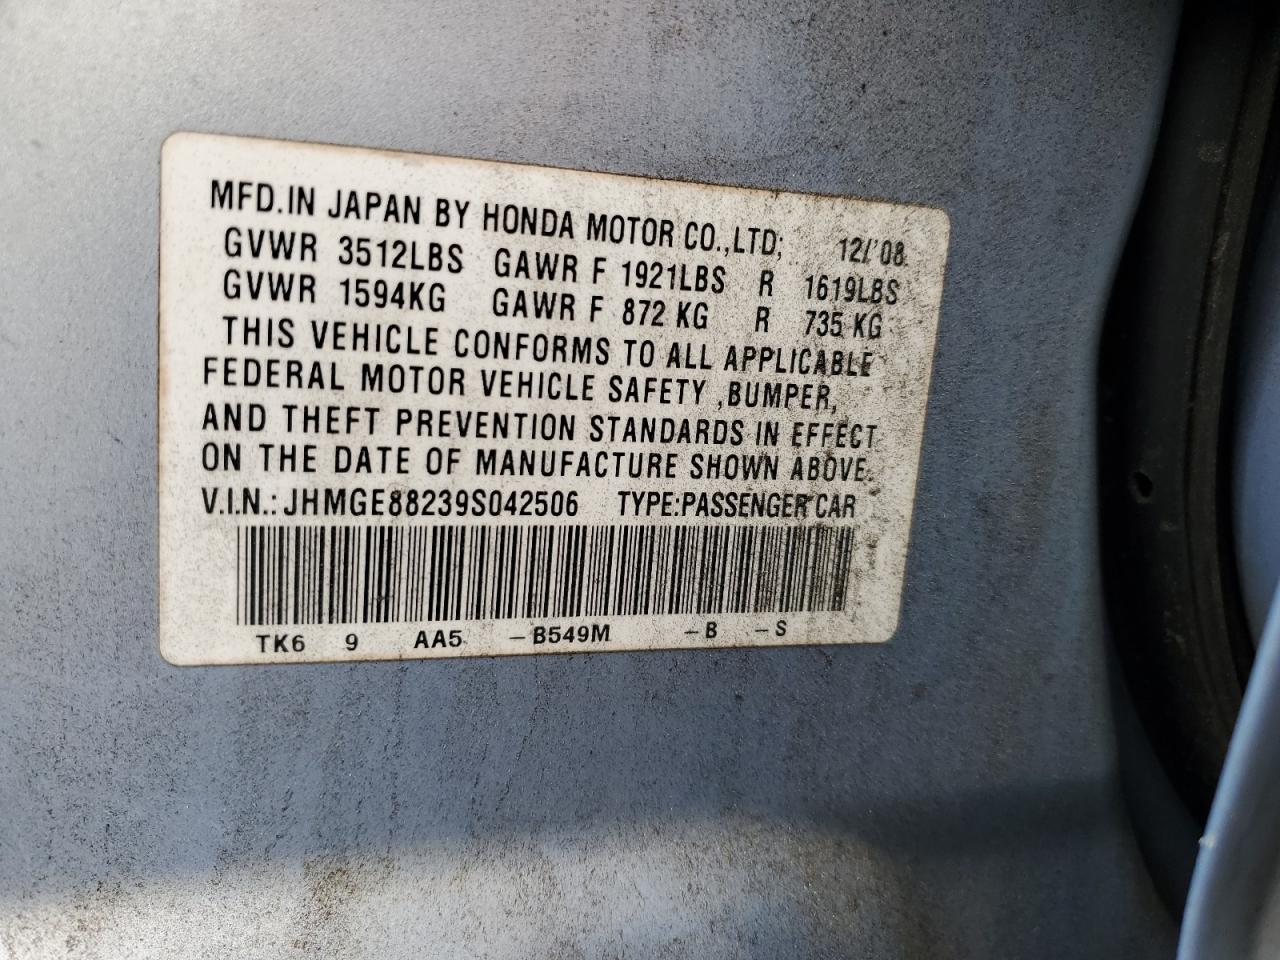 MFD.IN JAPAN BY HONDA MOTOR CO.,LTD; 12/'08
GVWR 3512LBS GAWR F 1921LBS R 1619LBS
GVWR 1594KG GAWR F 872 KG R 735 KG
THIS VEHICLE CONFORMS TO ALL APPLICABLE
FEDERAL MOTOR VEHICLE SAFETY ,BUMPER,
AND THEFT PREVENTION STANDARDS IN EFFECT
ON THE DATE OF MANUFACTURE SHOWN ABOVE.
V.I.N.: JHMGE88239S042506 TYPE:PASSENGER CAR
TK6 9 AA5 -B549M -B -S